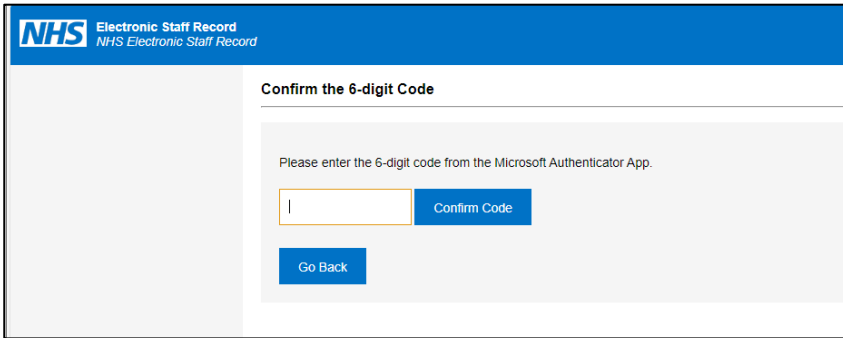 NHS
Electronic Staff Record
NHS Electronic Staff Record
Confirm the 6-digit Code
Please enter the 6-digit code from the Microsoft Authenticator App.
Confirm Code
Go Back